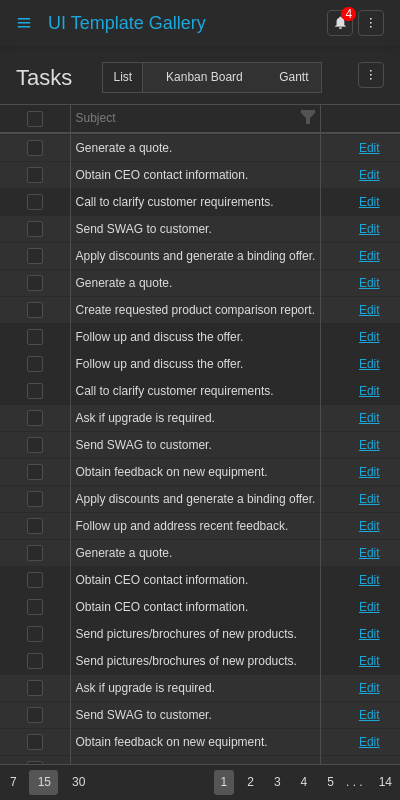 UI Template Gallery
4
Tasks
List Kanban Board Gantt
Subject
Generate a quote. Edit
Obtain CEO contact information. Edit
Call to clarify customer requirements. Edit
Send SWAG to customer. Edit
Apply discounts and generate a binding offer. Edit
Generate a quote. Edit
Create requested product comparison report. Edit
Follow up and discuss the offer. Edit
Follow up and discuss the offer. Edit
Call to clarify customer requirements. Edit
Ask if upgrade is required. Edit
Send SWAG to customer. Edit
Obtain feedback on new equipment. Edit
Apply discounts and generate a binding offer. Edit
Follow up and address recent feedback. Edit
Generate a quote. Edit
Obtain CEO contact information. Edit
Obtain CEO contact information. Edit
Send pictures/brochures of new products. Edit
Send pictures/brochures of new products. Edit
Ask if upgrade is required. Edit
Send SWAG to customer. Edit
Obtain feedback on new equipment. Edit
7 15 30 1 2 3 4 5 . . . 14